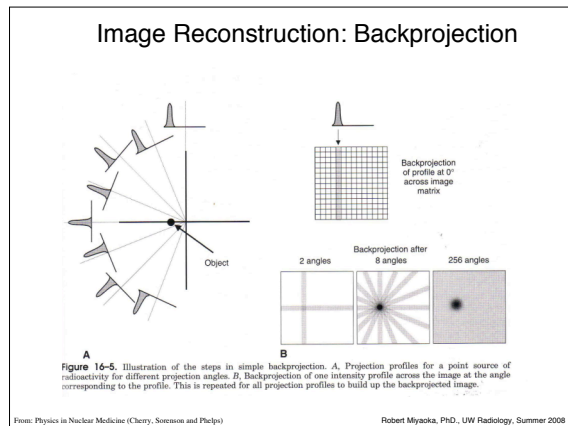 Image Reconstruction: Backprojection
Object
Backprojection
of profile at 0°
across image
matrix
Backprojection after
2 angles
8 angles
256 angles
A
B
Figure 16–5. Illustration of the steps in simple backprojection. A, Projection profiles for a point source of
radioactivity for different projection angles. B, Backprojection of one intensity profile across the image at the angle
corresponding to the profile. This is repeated for all projection profiles to build up the backprojected image.
From: Physics in Nuclear Medicine (Cherry, Sorenson and Phelps)
Robert Miyaoka, PhD., UW Radiology, Summer 2008